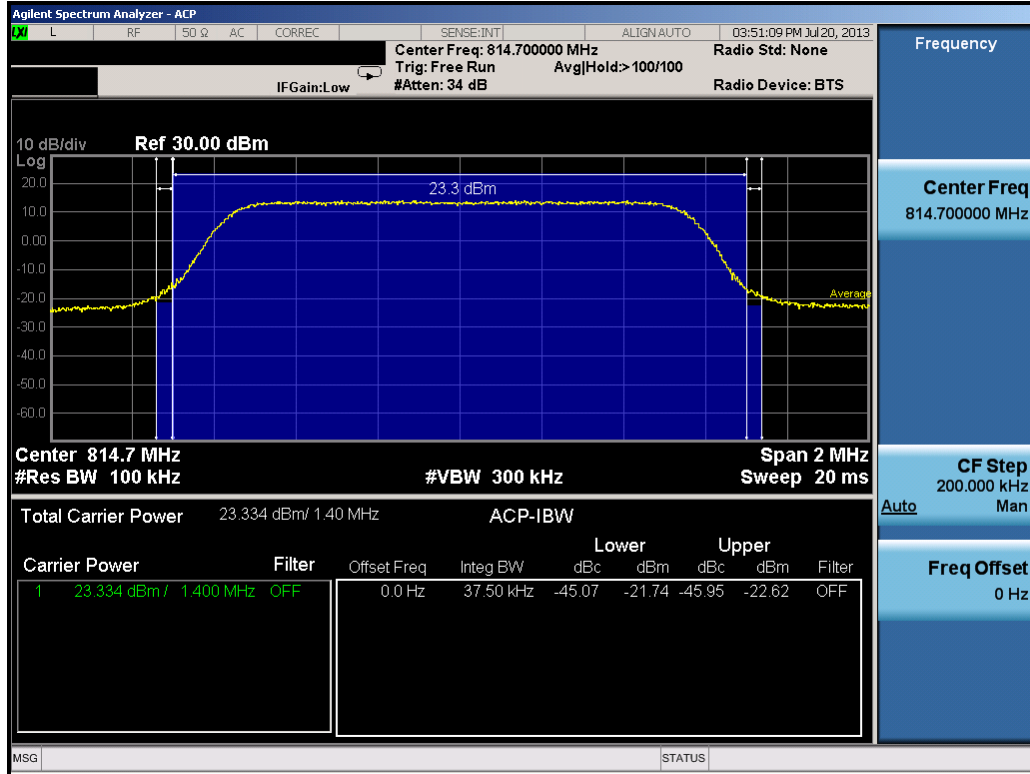 Agilent Spectrum Analyzer - ACP
LXI L RF 50 Ω AC CORREC SENSE:INT ALIGN AUTO 03:51:09 PM Jul 20, 2013
Center Freq: 814.700000 MHz Radio Std: None
Trig: Free Run Avg|Hold:> 100/100
IFGain:Low #Atten: 34 dB Radio Device: BTS
10 dB/div Ref 30.00 dBm
Log
20.0
23.3 dBm
10.0
0.00
-10.0
-20.0
Average
-30.0
-40.0
-50.0
-60.0
Center 814.7 MHz Span 2 MHz
#Res BW 100 kHz #VBW 300 kHz Sweep 20 ms
Total Carrier Power 23.334 dBm/ 1.40 MHz ACP-IBW
Lower Upper
Carrier Power Filter Offset Freq Integ BW dBc dBm dBc dBm Filter
1 23.334 dBm / 1.400 MHz OFF 0.0 Hz 37.50 kHz -45.07 -21.74 -45.95 -22.62 OFF
MSG STATUS
Frequency
Center Freq
814.700000 MHz
CF Step
200.000 kHz
Auto Man
Freq Offset
0 Hz